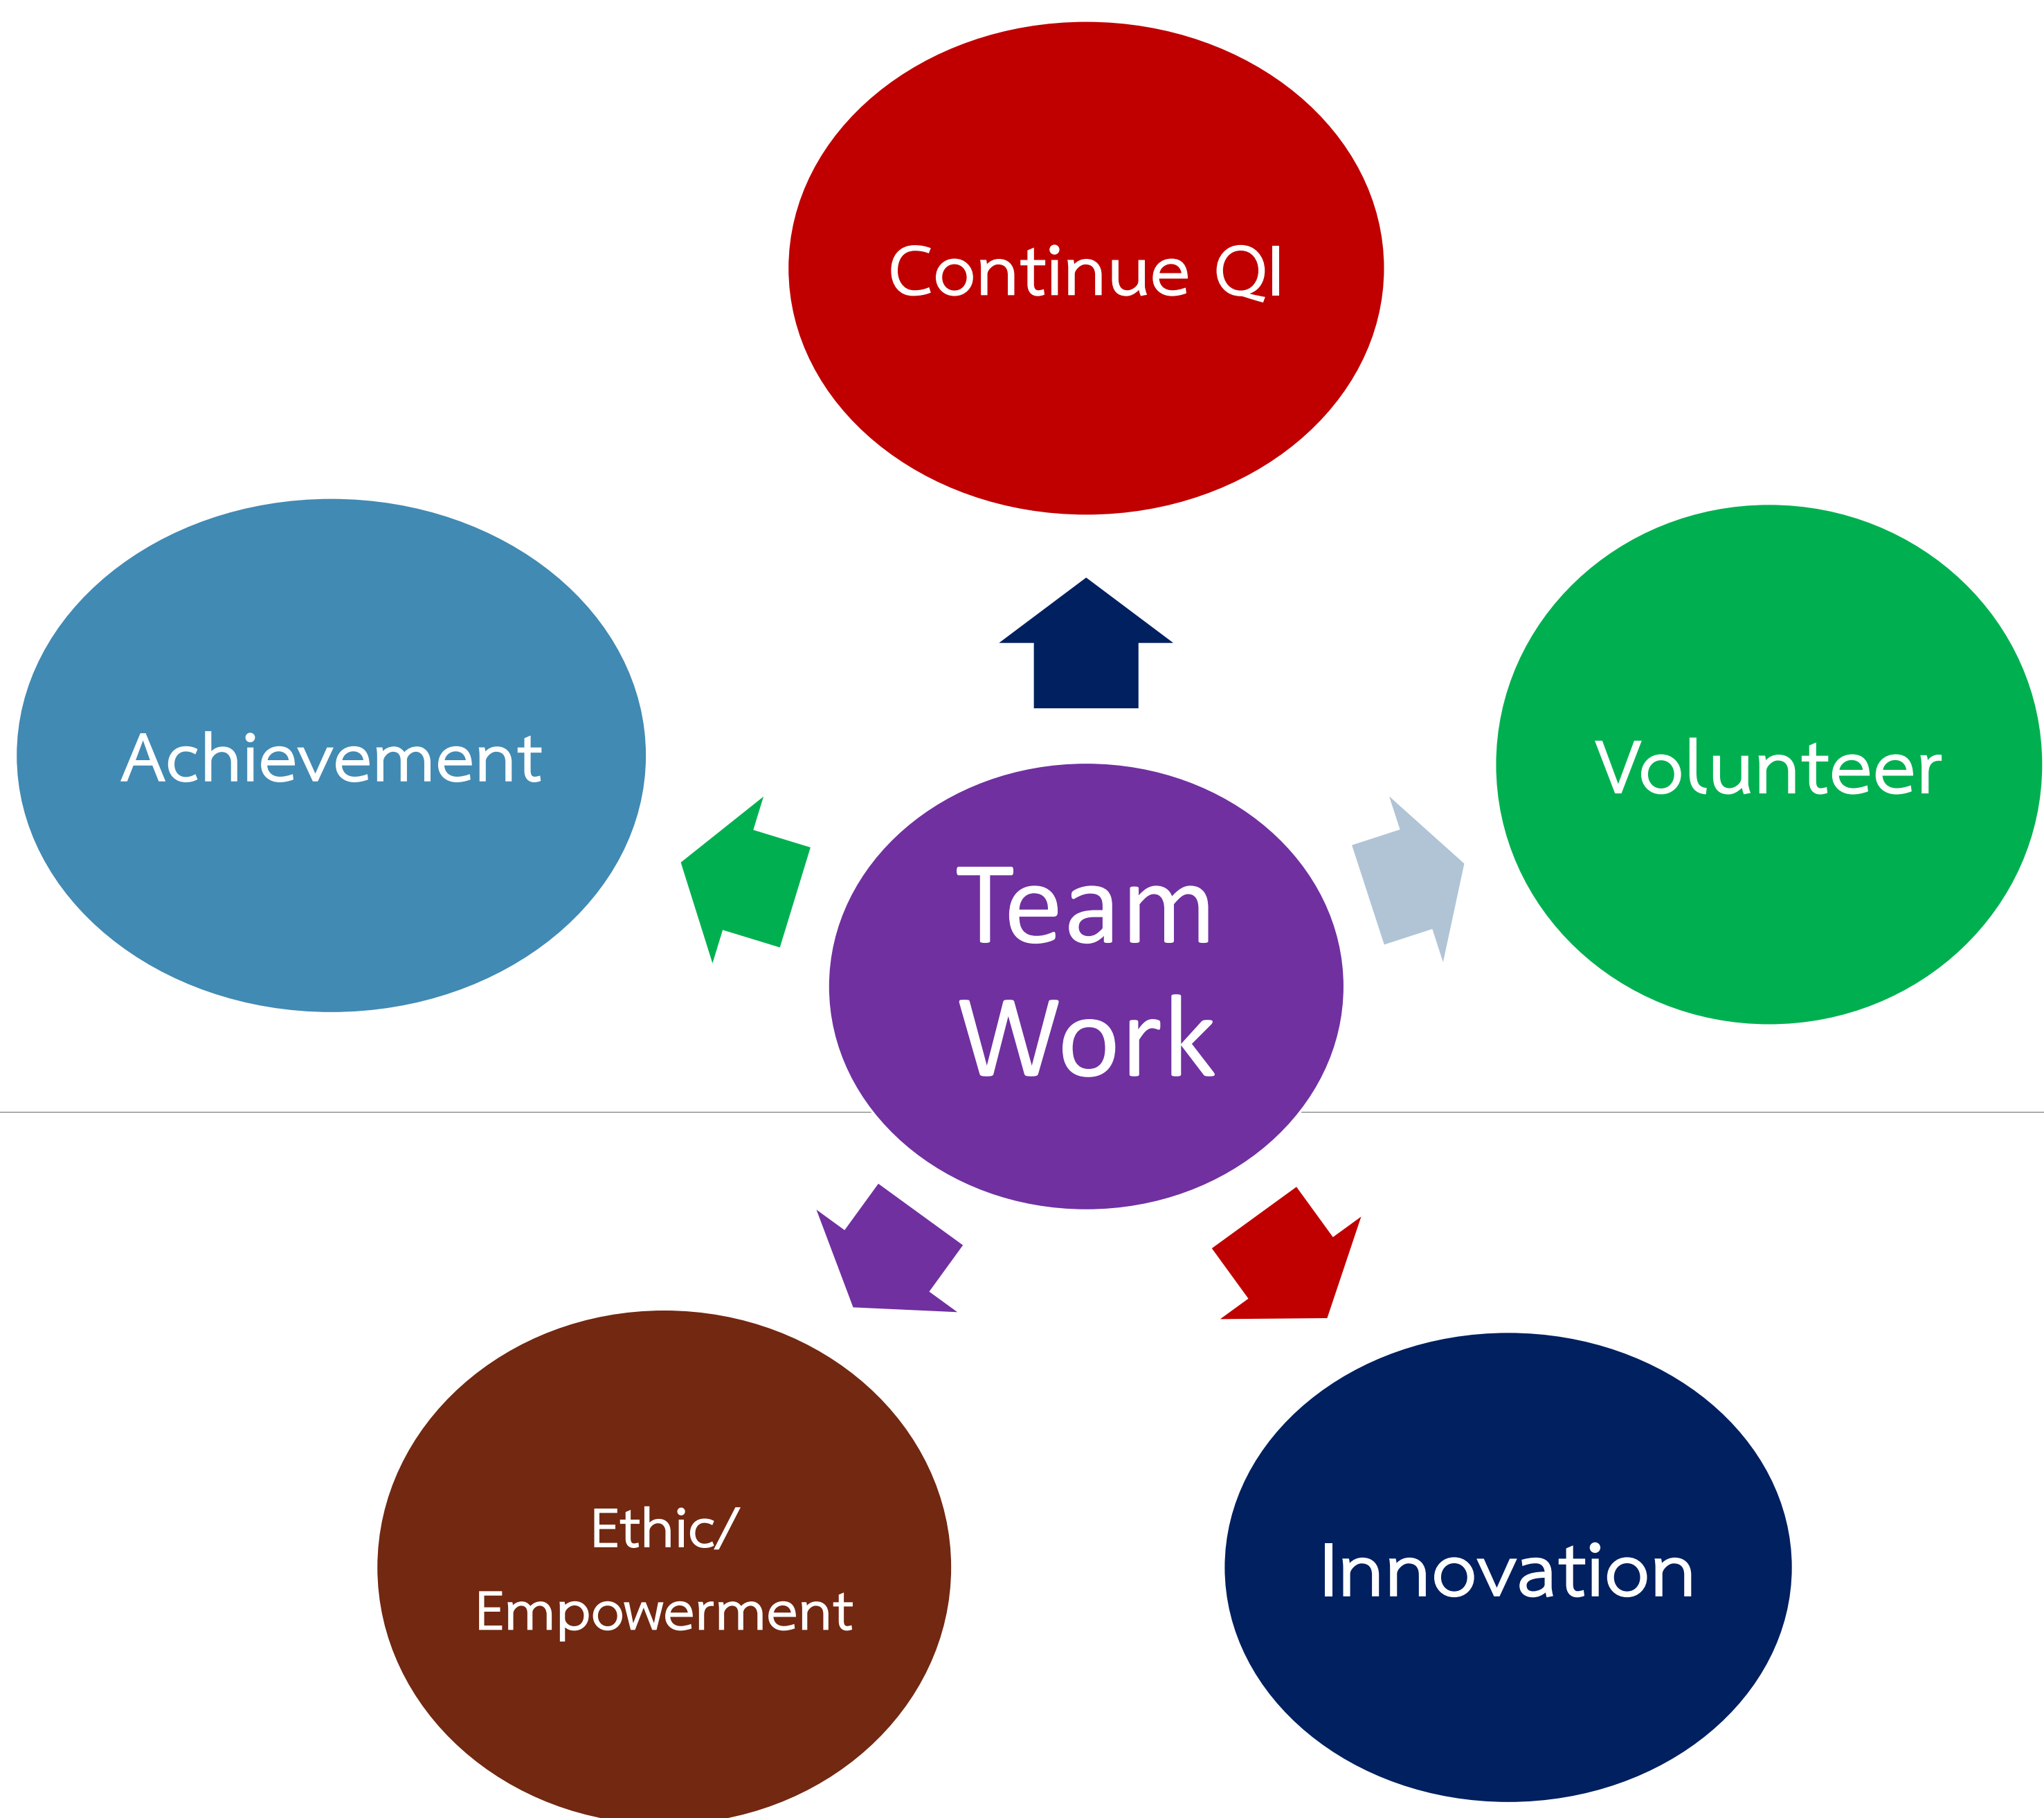 Continue QI
Achievement
Volunteer
Team
Work
Ethic/
Empowerment
Innovation